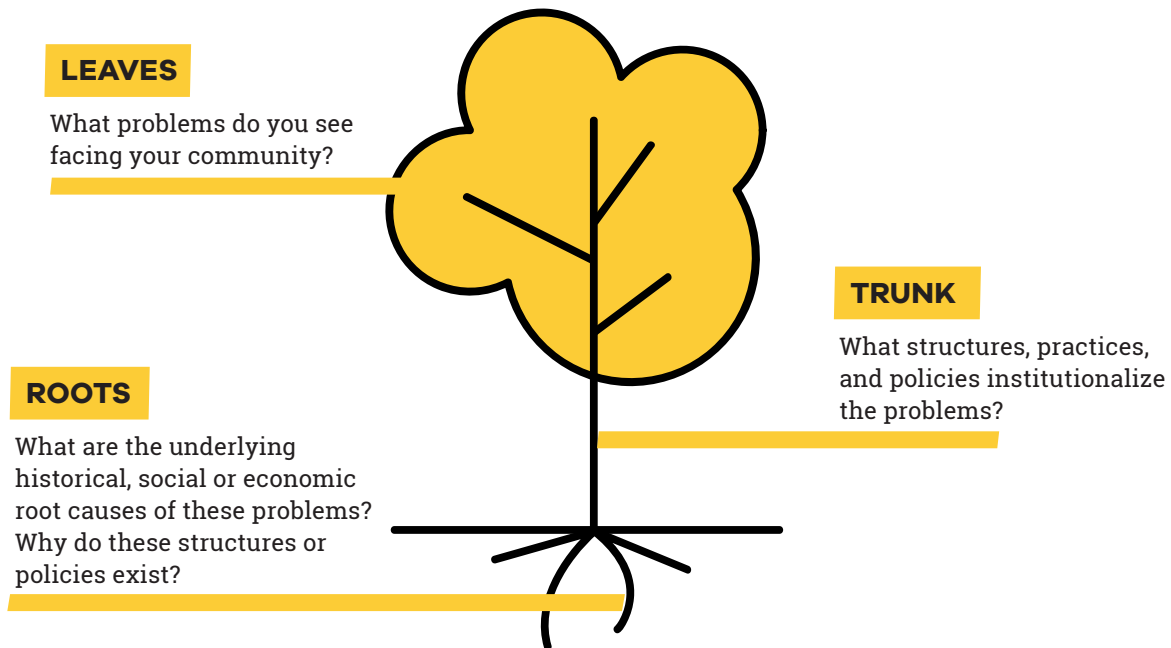 LEAVES
What problems do you see
facing your community?
TRUNK
What structures, practices,
and policies institutionalize
the problems?
ROOTS
What are the underlying
historical, social or economic
root causes of these problems?
Why do these structures or
policies exist?